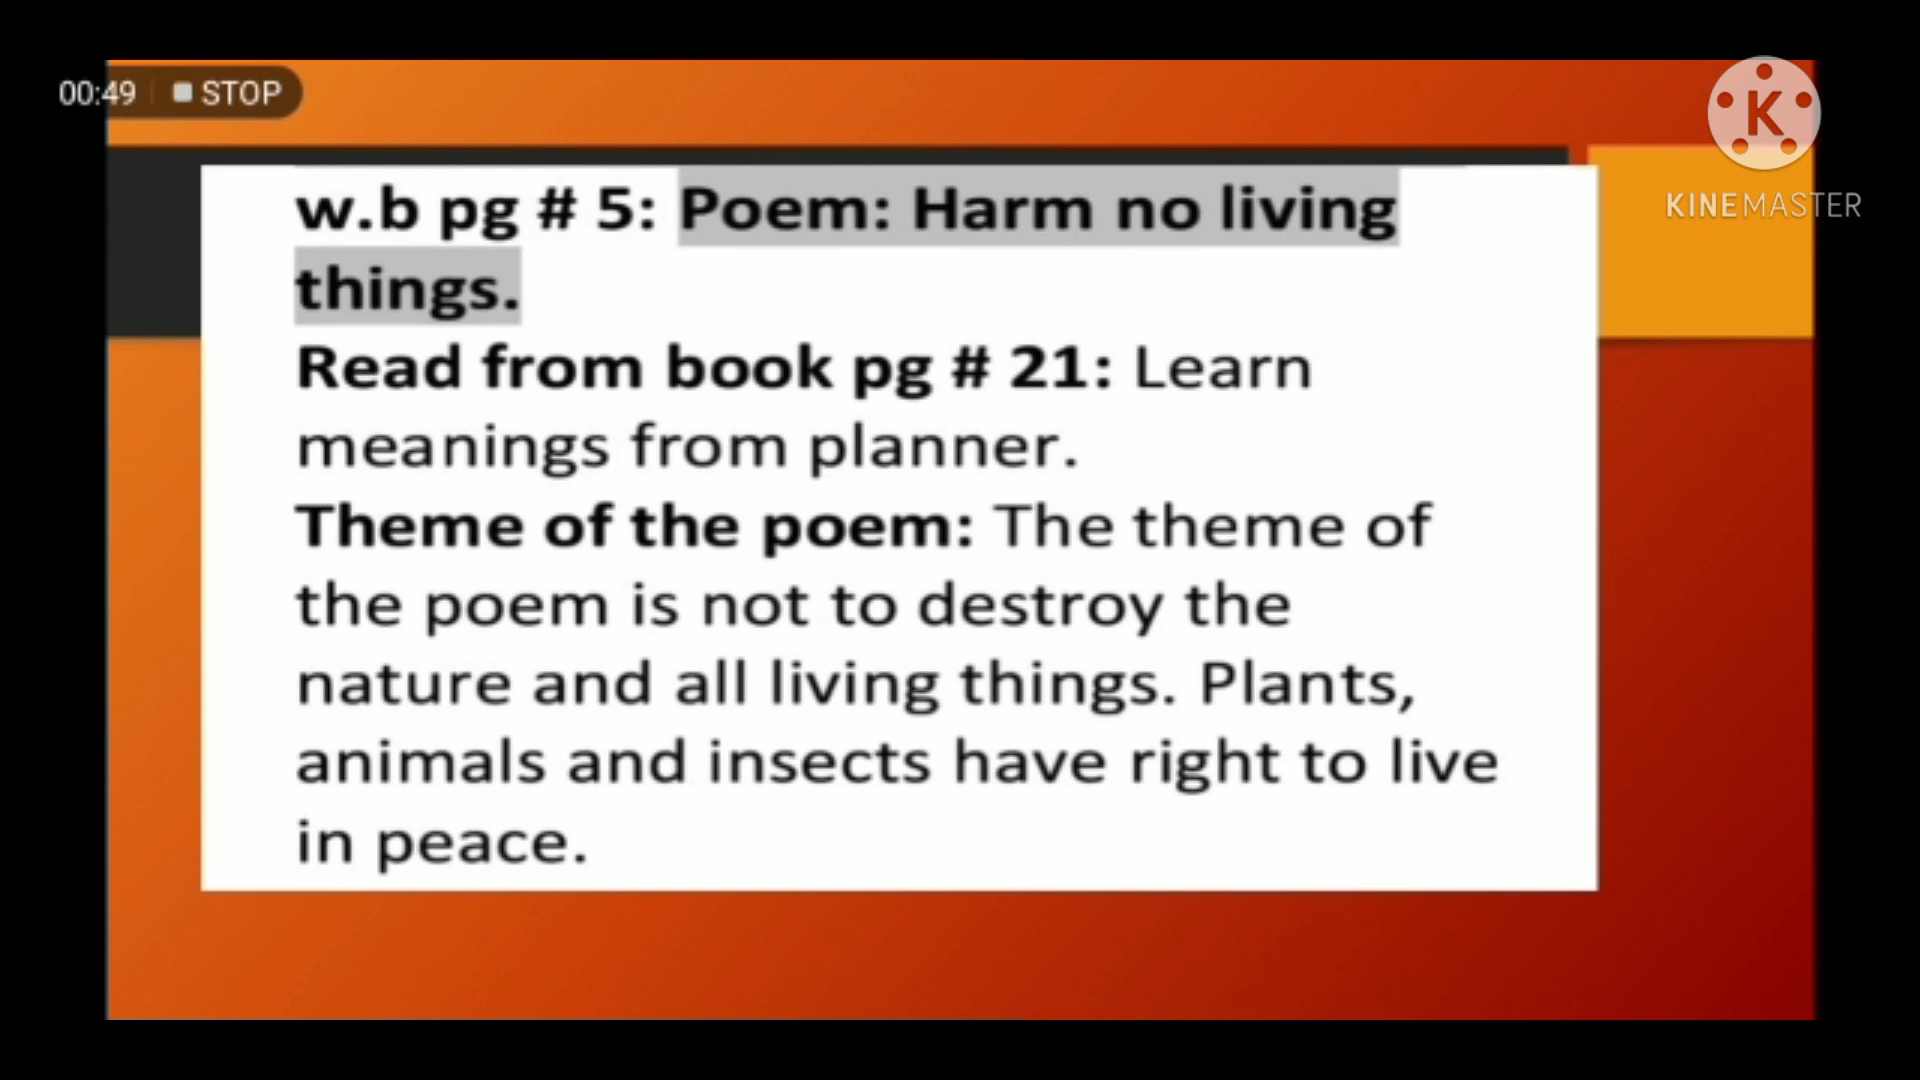 00:49 STOP
K
KINEMASTER
w.b pg # 5: Poem: Harm no living
things.
Read from book pg # 21: Learn
meanings from planner.
Theme of the poem: The theme of
the poem is not to destroy the
nature and all living things. Plants,
animals and insects have right to live
in peace.